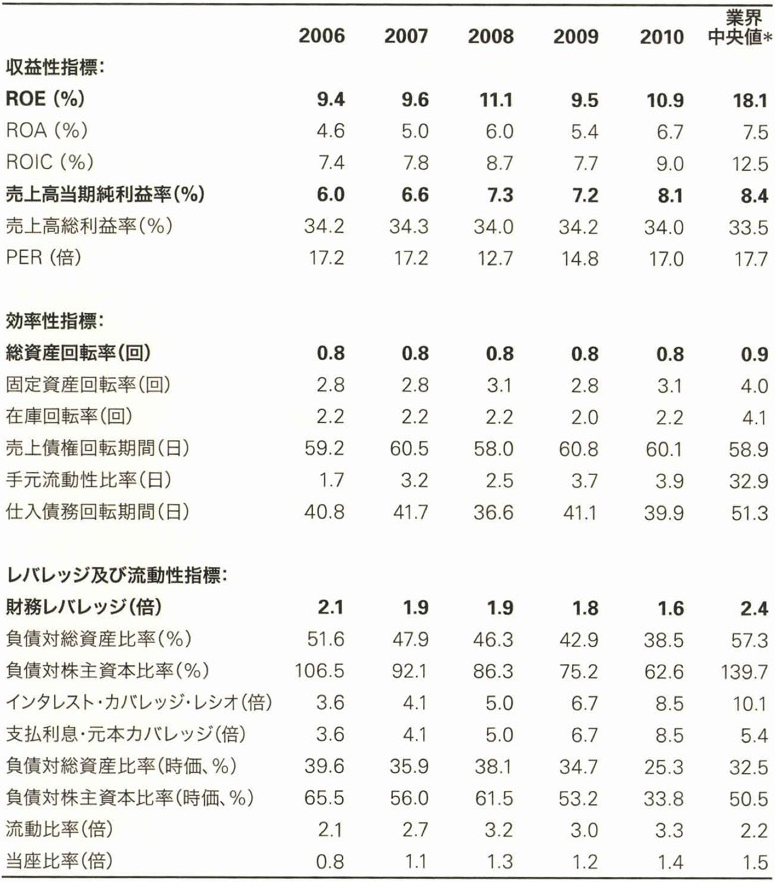 2006 2007 2008 2009 2010 業界中央値*
収益性指標:
ROE (%) 9.4 9.6 11.1 9.5 10.9 18.1
ROA (%) 4.6 5.0 6.0 5.4 6.7 7.5
ROIC (%) 7.4 7.8 8.7 7.7 9.0 12.5
売上高当期純利益率(%) 6.0 6.6 7.3 7.2 8.1 8.4
売上高総利益率(%) 34.2 34.3 34.0 34.2 34.0 33.5
PER (倍) 17.2 17.2 12.7 14.8 17.0 17.7
効率性指標:
総資産回転率(回) 0.8 0.8 0.8 0.8 0.8 0.9
固定資産回転率(回) 2.8 2.8 3.1 2.8 3.1 4.0
在庫回転率(回) 2.2 2.2 2.2 2.0 2.2 4.1
売上債権回転期間(日) 59.2 60.5 58.0 60.8 60.1 58.9
手元流動性比率(日) 1.7 3.2 2.5 3.7 3.9 32.9
仕入債務回転期間(日) 40.8 41.7 36.6 41.1 39.9 51.3
レバレッジ及び流動性指標:
財務レバレッジ(倍) 2.1 1.9 1.9 1.8 1.6 2.4
負債対総資産比率(%) 51.6 47.9 46.3 42.9 38.5 57.3
負債対株主資本比率(%) 106.5 92.1 86.3 75.2 62.6 139.7
インタレスト・カバレッジ・レシオ(倍) 3.6 4.1 5.0 6.7 8.5 10.1
支払利息・元本カバレッジ(倍) 3.6 4.1 5.0 6.7 8.5 5.4
負債対総資産比率(時価、%) 39.6 35.9 38.1 34.7 25.3 32.5
負債対株主資本比率(時価、%) 65.5 56.0 61.5 53.2 33.8 50.5
流動比率(倍) 2.1 2.7 3.2 3.0 3.3 2.2
当座比率(倍) 0.8 1.1 1.3 1.2 1.4 1.5